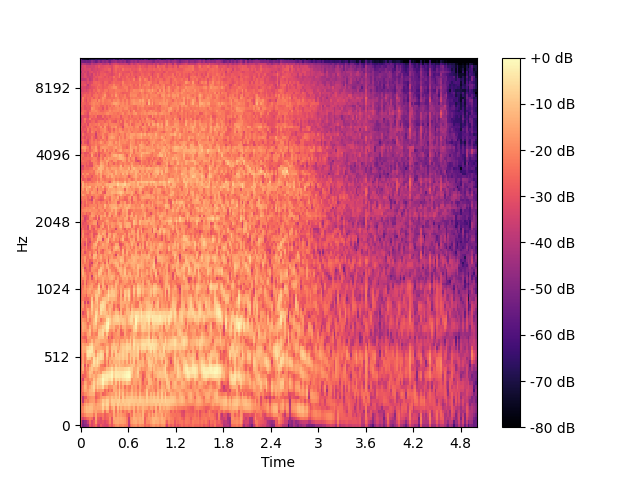 +0 dB
8192
-10 dB
4096
-20 dB
-30 dB
2048
Hz
-40 dB
1024
-50 dB
512
-60 dB
-70 dB
0
-80 dB
0 0.6 1.2 1.8 2.4 3 3.6 4.2 4.8
Time